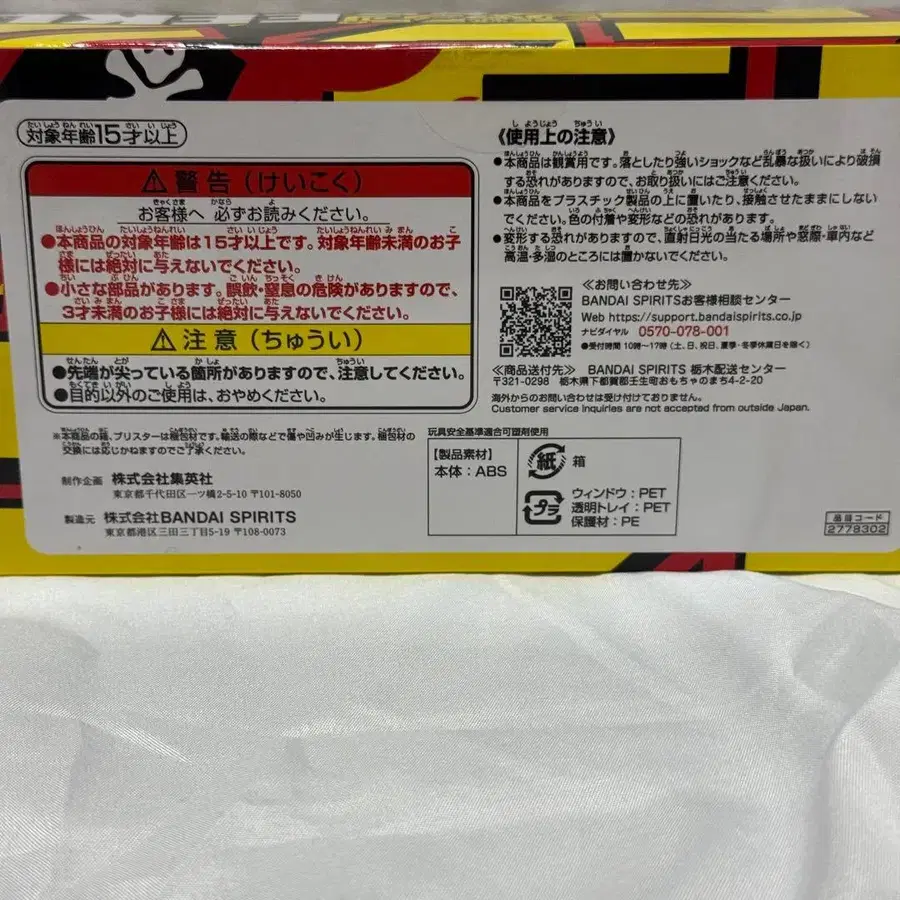 対象年齢15才以上
⚠警告(けいこく)
お客様へ 必ずお読みください。
●本商品の対象年齢は15才以上です。対象年齢未満のお子
様には絶対に与えないでください。
●小さな部品があります。誤飲・窒息の危険がありますので、
3才未満のお子様には絶対に与えないでください。
⚠注意(ちゅうい)
●先端が尖っている箇所がありますので、注意してください。
●目的以外のご使用は、おやめください。
※本商品の箱、ブリスターは梱包材です。輸送の際などで傷や凹みが生じます。梱包材の
交換には応じかねますのでご了承ください。
制作企画 株式会社集英社
東京都千代田区一ツ橋2-5-10 〒101-8050
製造元 株式会社BANDAI SPIRITS
東京都港区三田三丁目5-19 〒108-0073
《使用上の注意》
●本商品は観賞用です。落としたり強いショックなど乱暴な扱いにより破損
する恐れがありますので、お取り扱いにはご注意ください。
●本商品をプラスチック製品の上に置いたり、接触させたままにしない
でください。色の付着や変形などの恐れがあります。
●変形する恐れがありますので、直射日光の当たる場所や窓際・車内など
高温・多湿のところには置かないでください。
≪お問い合わせ先≫
BANDAI SPIRITSお客様相談センター
Web https://support.bandaispirits.co.jp
ナビダイヤル 0570-078-001
●受付時間 10時～17時(土、日、祝日、夏季・冬季休業日を除く)
≪商品送付先≫ BANDAI SPIRITS 栃木配送センター
〒321-0298 栃木県下都賀郡壬生町おもちゃのまち4-2-20
海外からのお問い合わせは受け付けておりません。
Customer service inquiries are not accepted from outside Japan.
玩具安全基準適合可塑剤使用
【製品素材】
本体:ABS
紙 箱
プラ ウィンドウ:PET
透明トレイ:PET
保護材:PE
品目コード
2778302